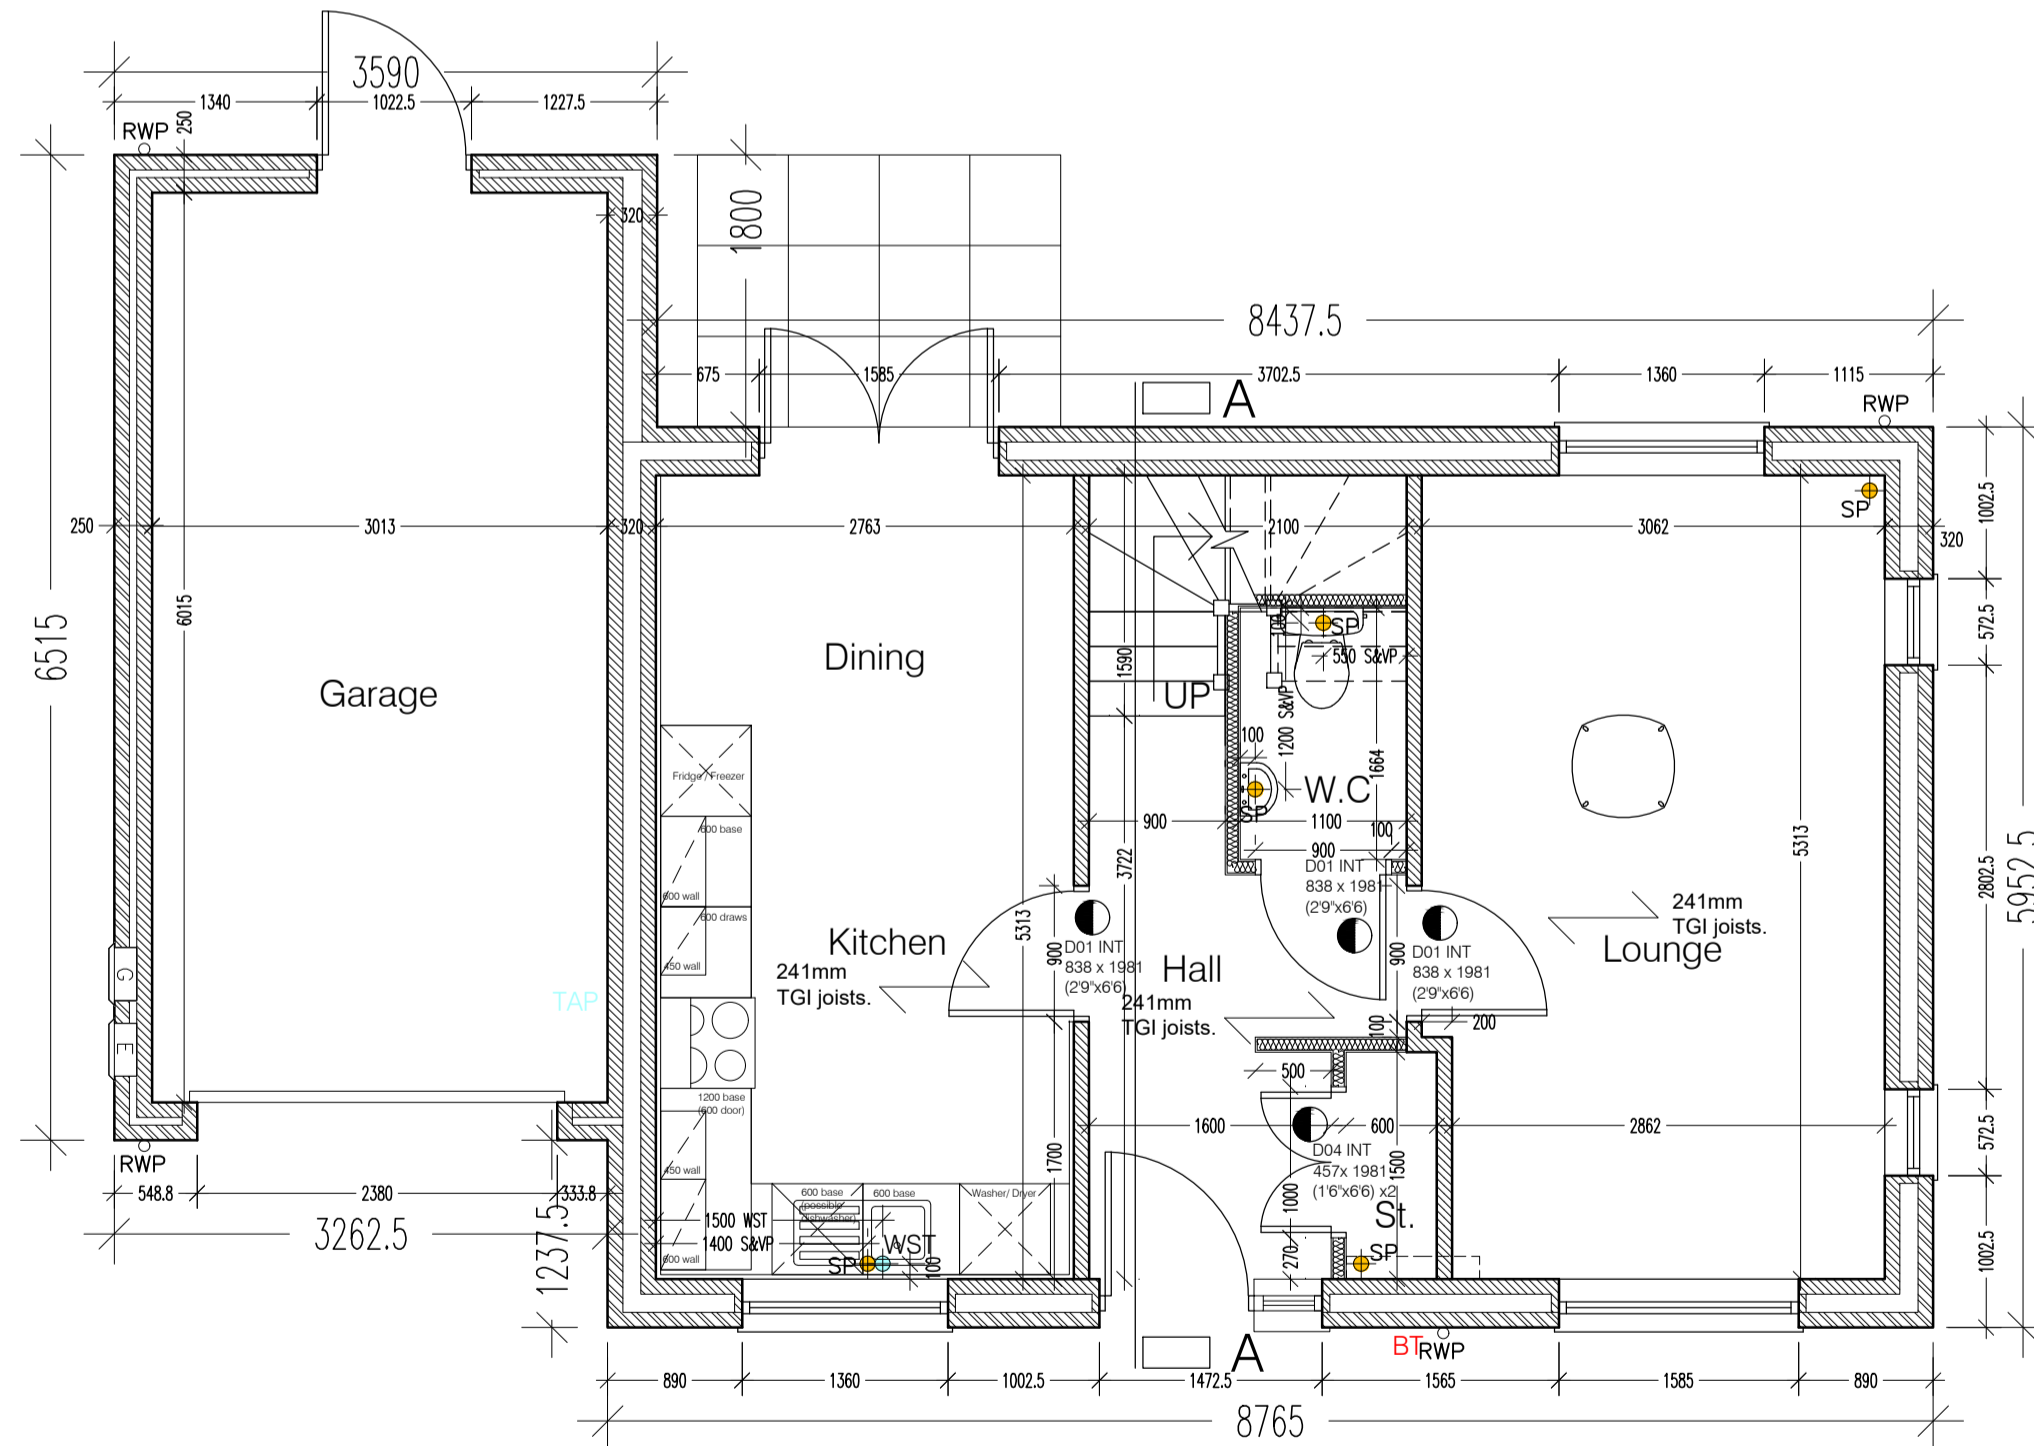 3590
1340
1022.5
1227.5
RWP
250
1800
320
8437.5
675
1585
3702.5
1360
1115
A
RWP
250
3013
320
2763
2100
3062
SP
320
1002.5
6015
6515
Garage
Dining
1590
UP
100
SP
550 S&VP
1200 S&VP
572.5
Fridge / Freezer
100
1664
W.C
SP
600 base
900
1100
100
900
3722
5313
2802.5
5952.5
600 wall
600 draws
D01 INT
838 x 1981
(2'9"x6'6)
241mm
TGI joists.
Kitchen
5313
900
D01 INT
838 x 1981
(2'9"x6'6)
Hall
900
D01 INT
838 x 1981
(2'9"x6'6)
Lounge
450 wall
241mm
TGI joists.
241mm
TGI joists.
G
TAP
E
100
200
500
1200 base
(600 door)
1600
600
2862
572.5
D04 INT
457x 1981
(1'6"x6'6) x2
450 wall
1700
1000
1500
RWP
548.8
2380
333.8
600 base
(possible
dishwasher)
600 base
Washer/ Dryer
St.
1500 WST
1400 S&VP
WST
3262.5
1237.5
600 wall
SP
100
270
SP
1002.5
A
BT
RWP
890
1360
1002.5
1472.5
1565
1585
890
8765